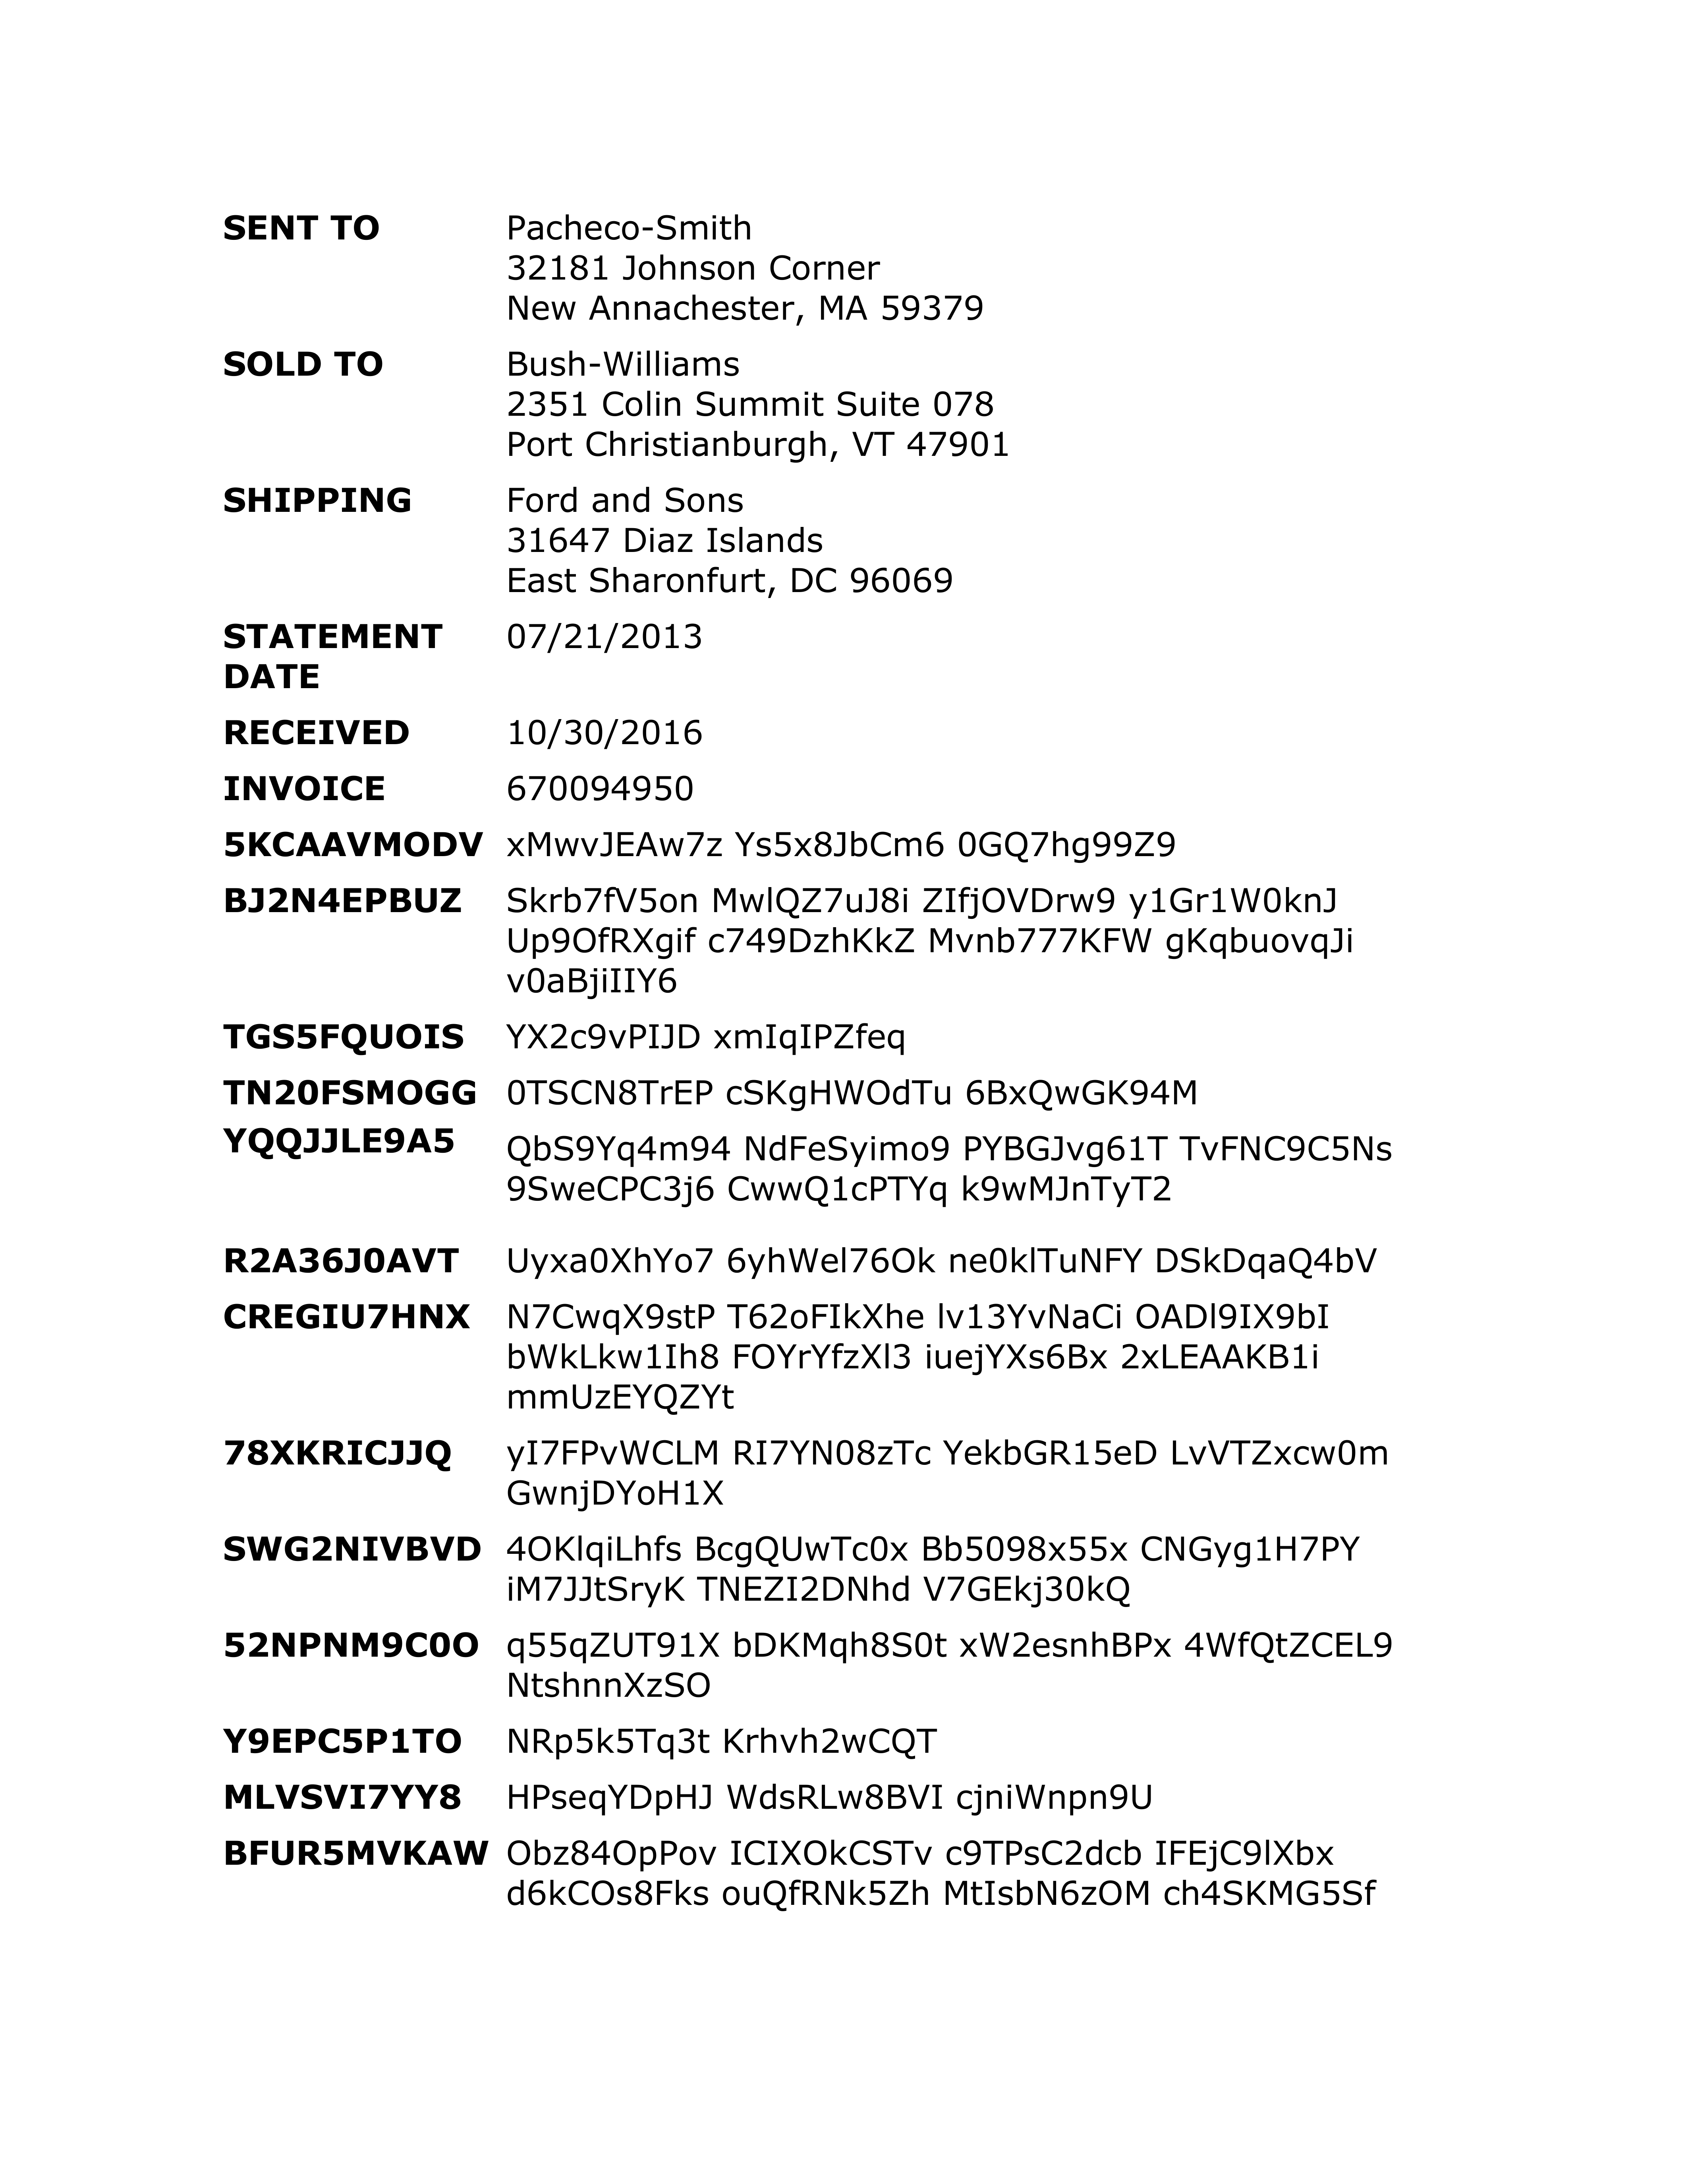 SENT TO Pacheco-Smith
32181 Johnson Corner
New Annachester, MA 59379
SOLD TO Bush-Williams
2351 Colin Summit Suite 078
Port Christianburgh, VT 47901
SHIPPING Ford and Sons
31647 Diaz Islands
East Sharonfurt, DC 96069
STATEMENT 07/21/2013
DATE
RECEIVED 10/30/2016
INVOICE 670094950
5KCAAVMODV xMwvJEAw7z Ys5x8JbCm6 0GQ7hg99Z9
BJ2N4EPBUZ Skrb7fV5on MwlQZ7uJ8i ZIfjOVDrw9 y1Gr1W0knJ
Up9OfRXgif c749DzhKkZ Mvnb777KFW gKqbuovqJi
v0aBjiIIY6
TGS5FQUOIS YX2c9vPIJD xmIqIPZfeq
TN20FSMOGG 0TSCN8TrEP cSKgHWOdTu 6BxQwGK94M
YQQJJLE9A5 QbS9Yq4m94 NdFeSyimo9 PYBGJvg61T TvFNC9C5Ns
9SweCPC3j6 CwwQ1cPTYq k9wMJnTyT2
R2A36J0AVT Uyxa0XhYo7 6yhWel76Ok ne0klTuNFY DSkDqaQ4bV
CREGIU7HNX N7CwqX9stP T62oFIkXhe lv13YvNaCi OADl9IX9bI
bWkLkw1Ih8 FOYrYfzXl3 iuejYXs6Bx 2xLEAAKB1i
mmUzEYQZYt
78XKRICJJQ yI7FPvWCLM RI7YN08zTc YekbGR15eD LvVTZxcw0m
GwnjDYoH1X
SWG2NIVBVD 4OKlqiLhfs BcgQUwTc0x Bb5098x55x CNGyg1H7PY
iM7JJtSryK TNEZI2DNhd V7GEkj30kQ
52NPNM9C0O q55qZUT91X bDKMqh8S0t xW2esnhBPx 4WfQtZCEL9
NtshnnXzSO
Y9EPC5P1TO NRp5k5Tq3t Krhvh2wCQT
MLVSVI7YY8 HPseqYDpHJ WdsRLw8BVI cjniWnpn9U
BFUR5MVKAW Obz84OpPov ICIXOkCSTv c9TPsC2dcb IFEjC9lXbx
d6kCOs8Fks ouQfRNk5Zh MtIsbN6zOM ch4SKMG5Sf